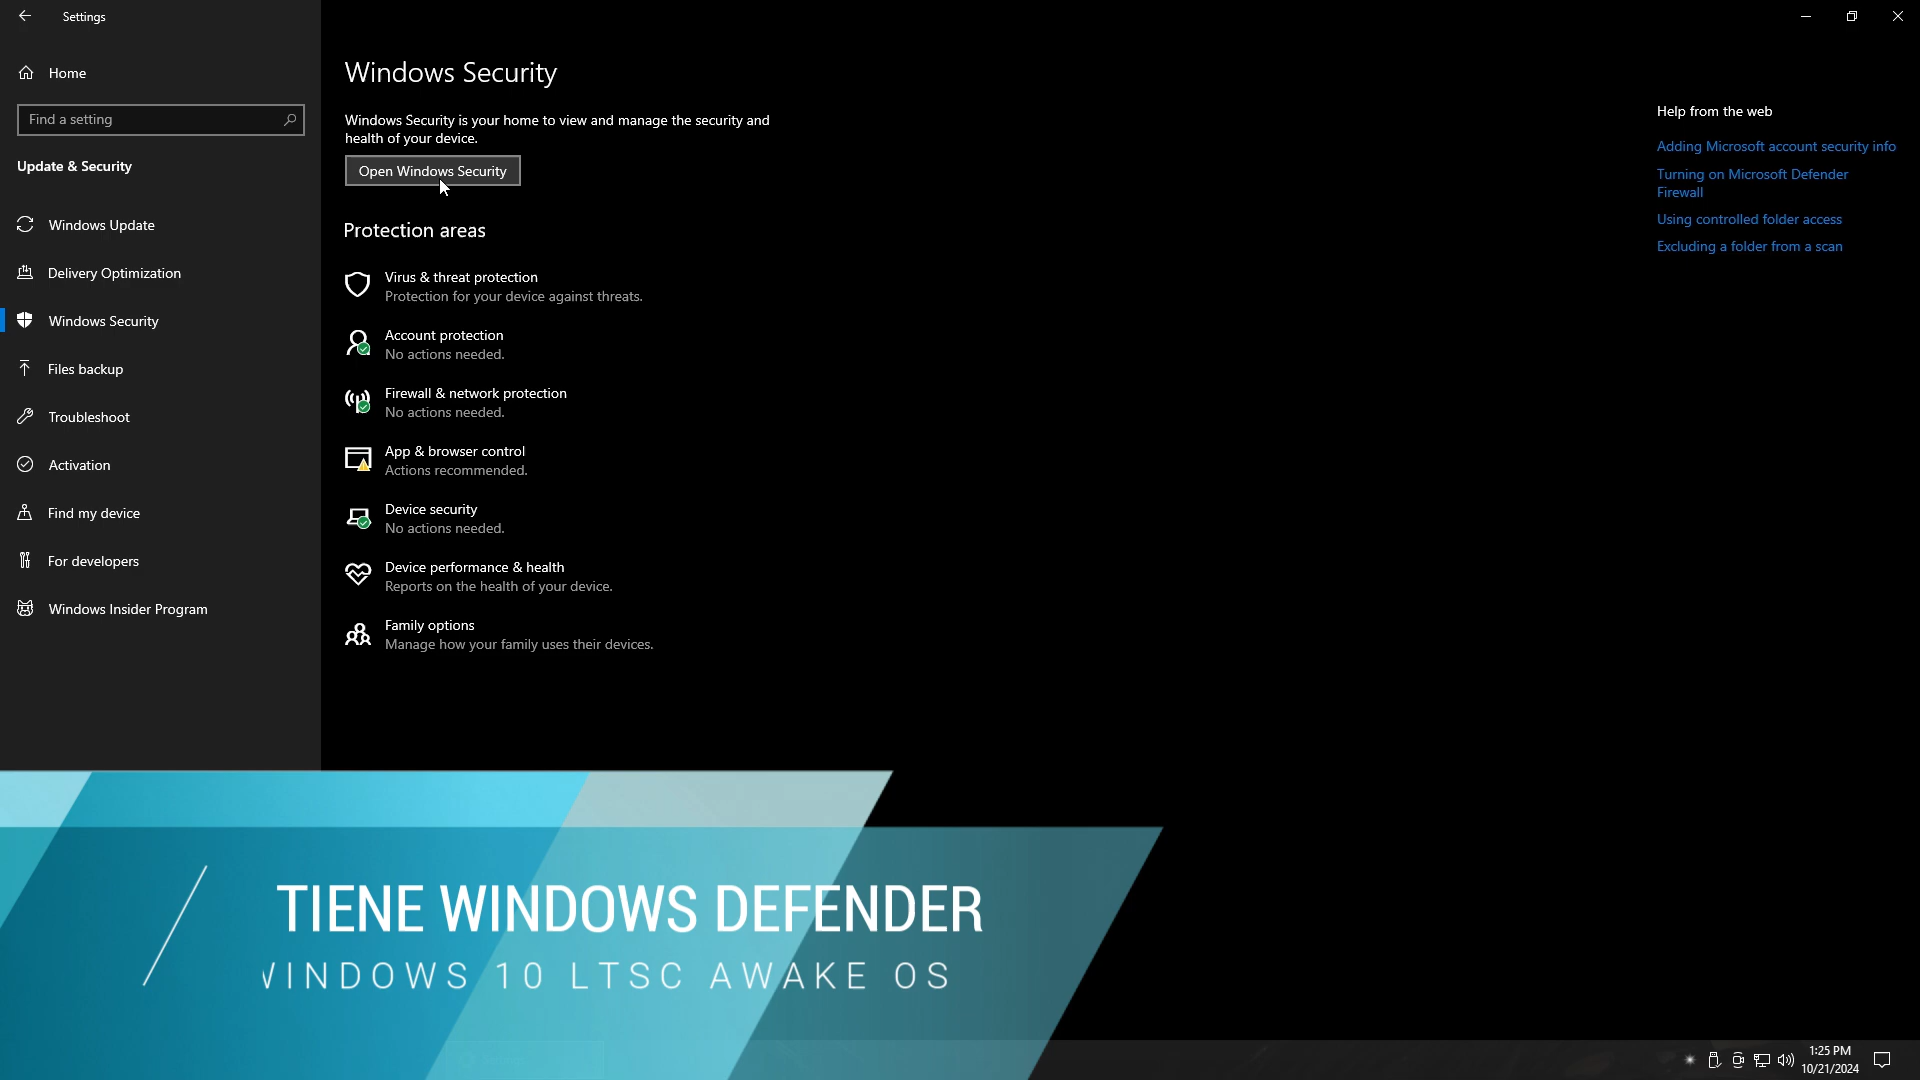 Settings
Home
Find a setting
Update & Security
Windows Update
Delivery Optimization
Windows Security
Files backup
Troubleshoot
Activation
Find my device
For developers
Windows Insider Program
Windows Security
Windows Security is your home to view and manage the security and
health of your device.
Open Windows Security
Protection areas
Virus & threat protection
Protection for your device against threats.
Account protection
No actions needed.
Firewall & network protection
No actions needed.
App & browser control
Actions recommended.
Device security
No actions needed.
Device performance & health
Reports on the health of your device.
Family options
Manage how your family uses their devices.
Help from the web
Adding Microsoft account security info
Turning on Microsoft Defender
Firewall
Using controlled folder access
Excluding a folder from a scan
TIENE WINDOWS DEFENDER
WINDOWS 10 LTSC AWAKE OS
1:25 PM
10/21/2024